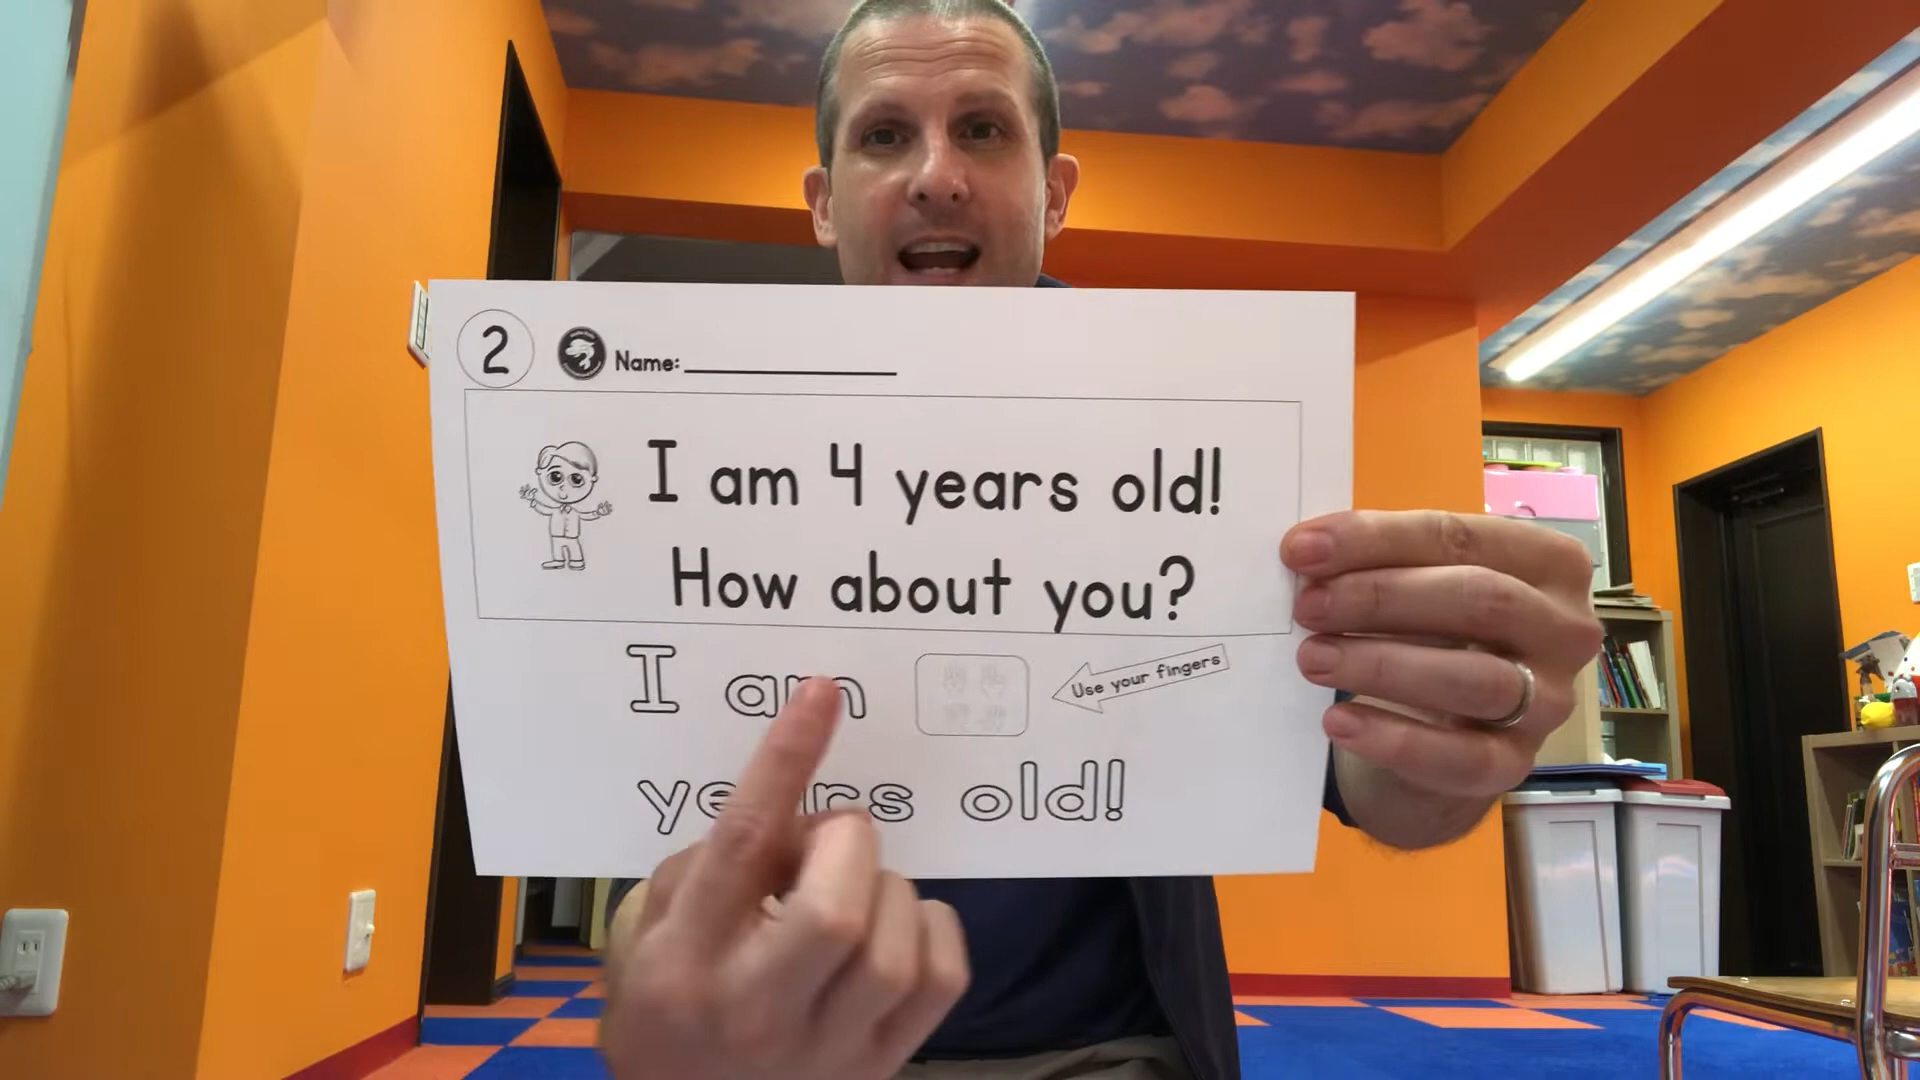 2 Name:
I am 4 years old!
How about you?
I am
Use your fingers
years old!